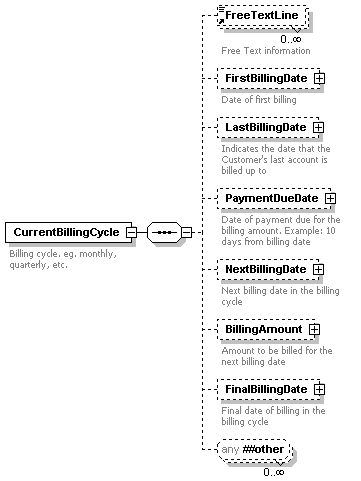 FreeTextLine
0..∞
Free Text information
FirstBillingDate
Date of first billing
LastBillingDate
Indicates the date that the
Customer's last account is
billed up to
PaymentDueDate
Date of payment due for the
billing amount. Example: 10
days from billing date
CurrentBillingCycle
Billing cycle. eg. monthly,
quarterly, etc.
NextBillingDate
Next billing date in the billing
cycle
BillingAmount
Amount to be billed for the
next billing date
FinalBillingDate
Final date of billing in the
billing cycle
any ##other
0..∞